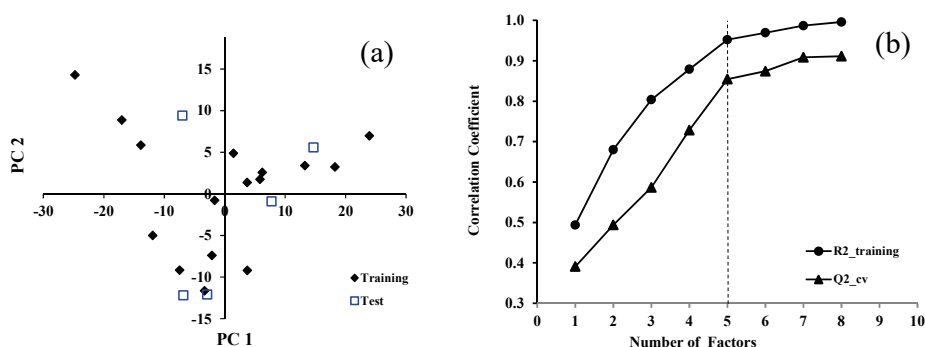 (a)
PC 2
15
10
5
0
-5
-10
-15
-30 -20 -10 0 10 20 30
Training
Test
PC 1
(b)
Correlation Coefficient
1.0
0.9
0.8
0.7
0.6
0.5
0.4
0.3
R2_training
Q2_cv
0 1 2 3 4 5 6 7 8 9 10
Number of Factors